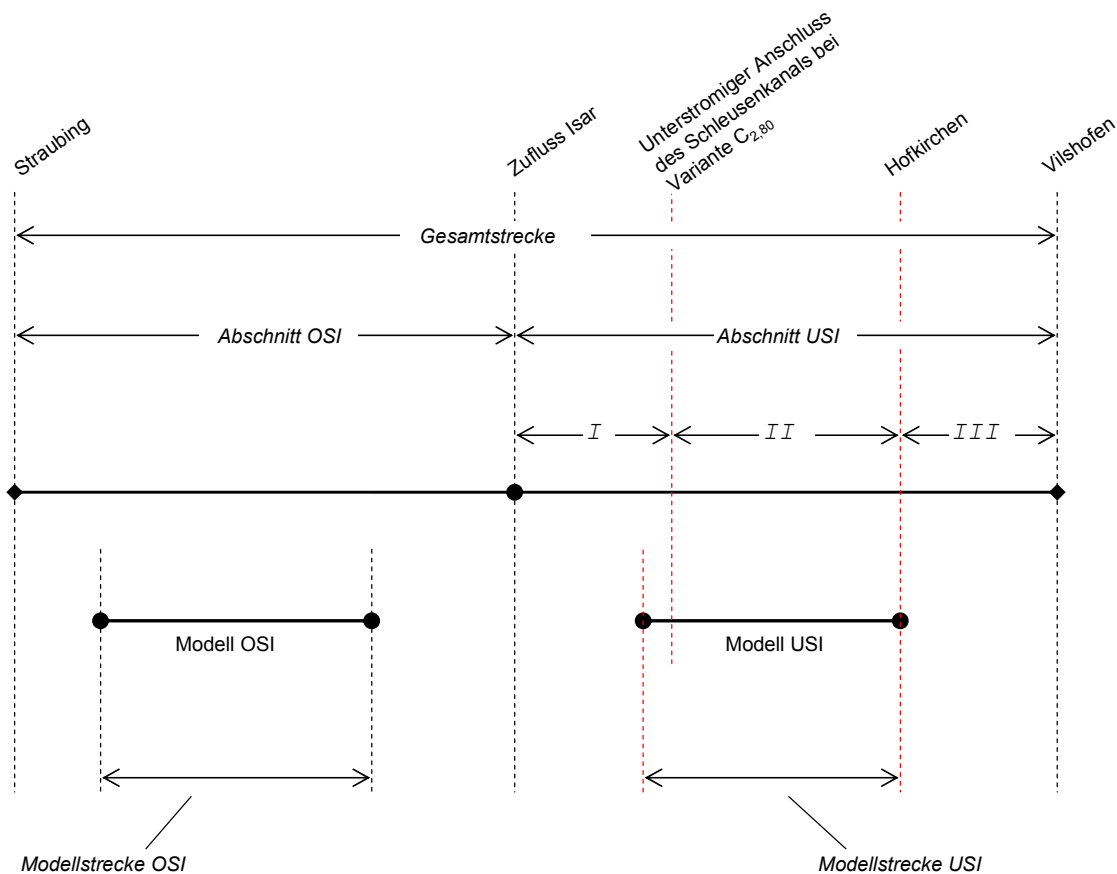 Straubing
Zufluss Isar
Unterstromiger Anschluss
des Schleusenkanals bei
Variante C2,80
Hofkirchen
Vilshofen
Gesamtstrecke
Abschnitt OSI
Abschnitt USI
I
II
III
Modell OSI
Modell USI
Modellstrecke OSI
Modellstrecke USI